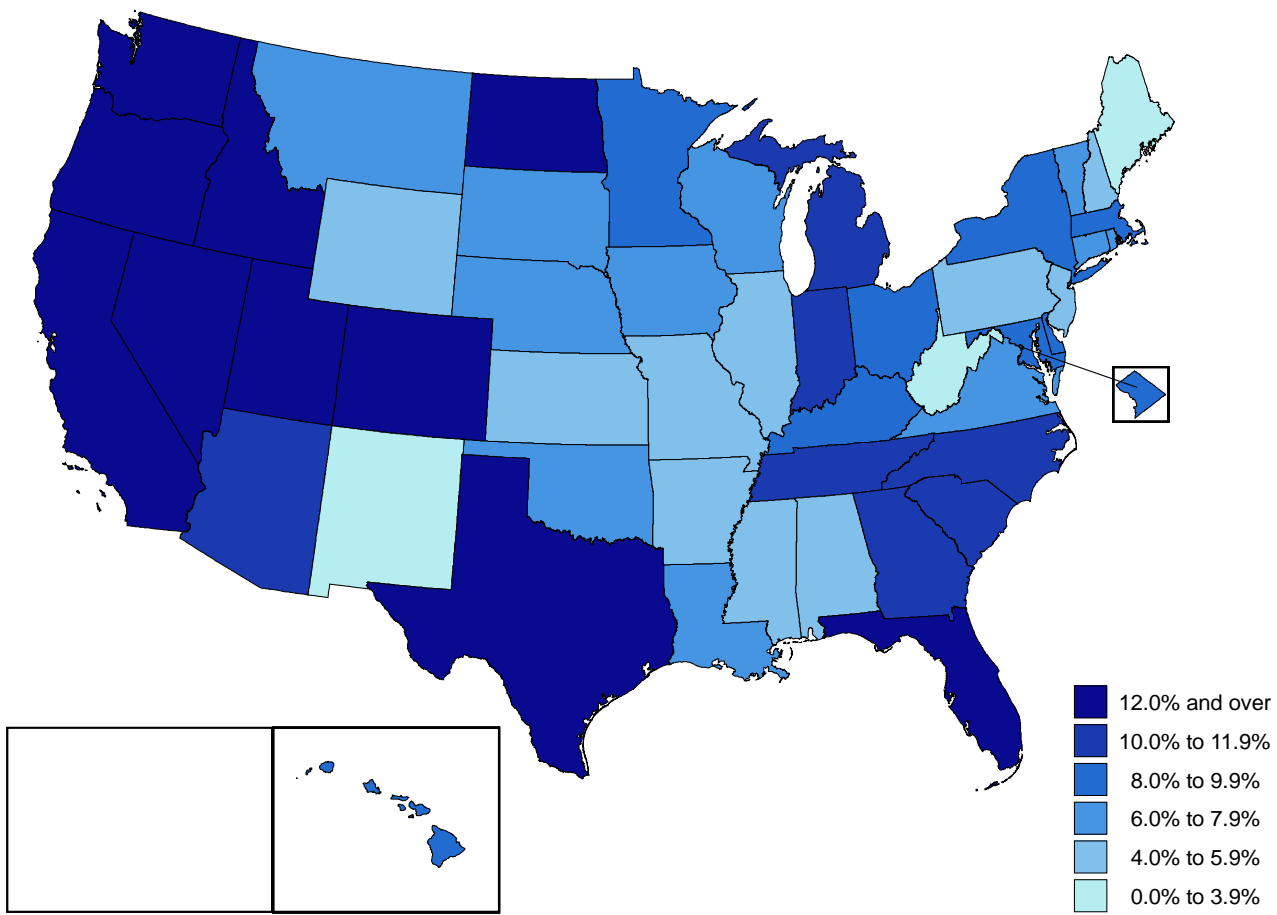 12.0% and over
10.0% to 11.9%
8.0% to 9.9%
6.0% to 7.9%
4.0% to 5.9%
0.0% to 3.9%